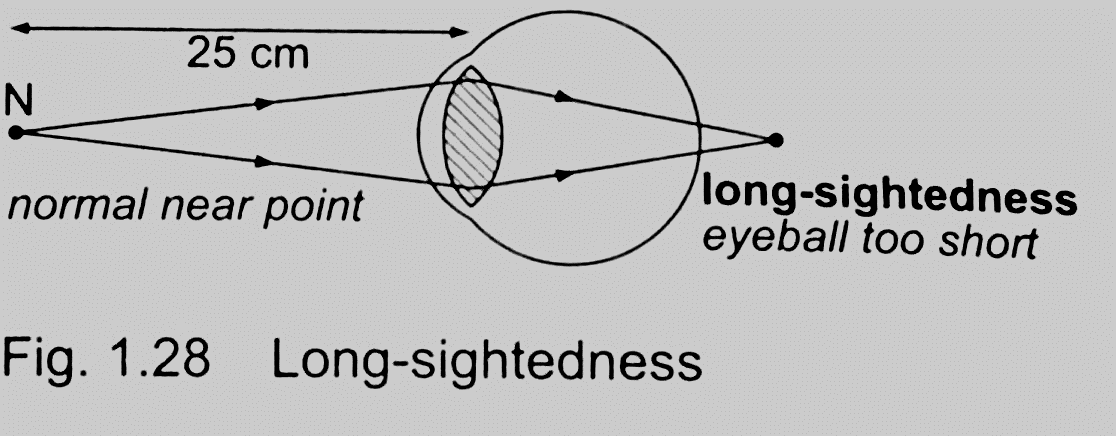 25 cm
N
normal near point
long-sightedness
eyeball too short
Fig. 1.28 Long-sightedness